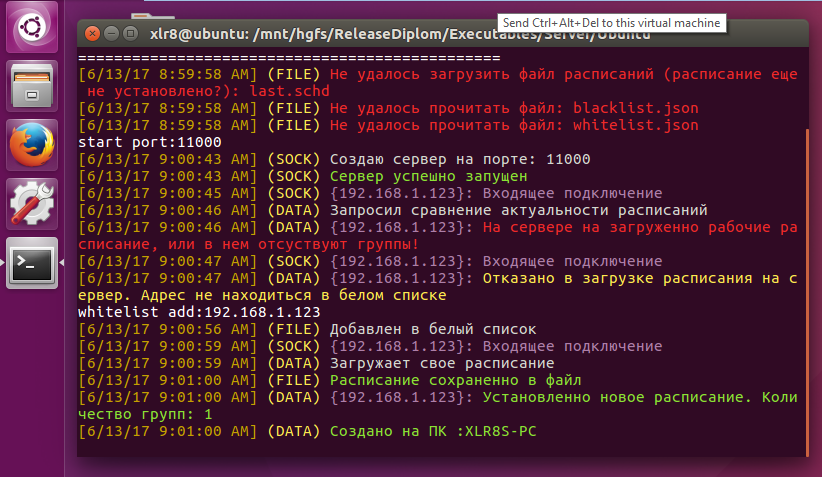 Send Ctrl+Alt+Del to this virtual machine
xlr8@ubuntu: /mnt/hgfs/ReleaseDiplom/Executables/Server/Ubuntu
===============================================
[6/13/17 8:59:58 AM] (FILE) Не удалось загрузить файл расписаний (расписание еще
не установлено?): last.schd
[6/13/17 8:59:58 AM] (FILE) Не удалось прочитать файл: blacklist.json
[6/13/17 8:59:58 AM] (FILE) Не удалось прочитать файл: whitelist.json
start port:11000
[6/13/17 9:00:43 AM] (SOCK) Создаю сервер на порте: 11000
[6/13/17 9:00:43 AM] (SOCK) Сервер успешно запущен
[6/13/17 9:00:45 AM] (SOCK) {192.168.1.123}: Входящее подключение
[6/13/17 9:00:46 AM] (DATA) Запросил сравнение актуальности расписаний
[6/13/17 9:00:46 AM] (DATA) {192.168.1.123}: На сервере на загруженно рабочие ра
списание, или в нем отсуствуют группы!
[6/13/17 9:00:47 AM] (SOCK) {192.168.1.123}: Входящее подключение
[6/13/17 9:00:47 AM] (DATA) {192.168.1.123}: Отказано в загрузке расписания на с
ервер. Адрес не находиться в белом списке
whitelist add:192.168.1.123
[6/13/17 9:00:56 AM] (FILE) Добавлен в белый список
[6/13/17 9:00:59 AM] (SOCK) {192.168.1.123}: Входящее подключение
[6/13/17 9:00:59 AM] (DATA) Загружает свое расписание
[6/13/17 9:01:00 AM] (FILE) Расписание сохраненно в файл
[6/13/17 9:01:00 AM] (DATA) {192.168.1.123}: Установленно новое расписание. Коли
чество групп: 1
[6/13/17 9:01:00 AM] (DATA) Создано на ПК :XLR8S-PC